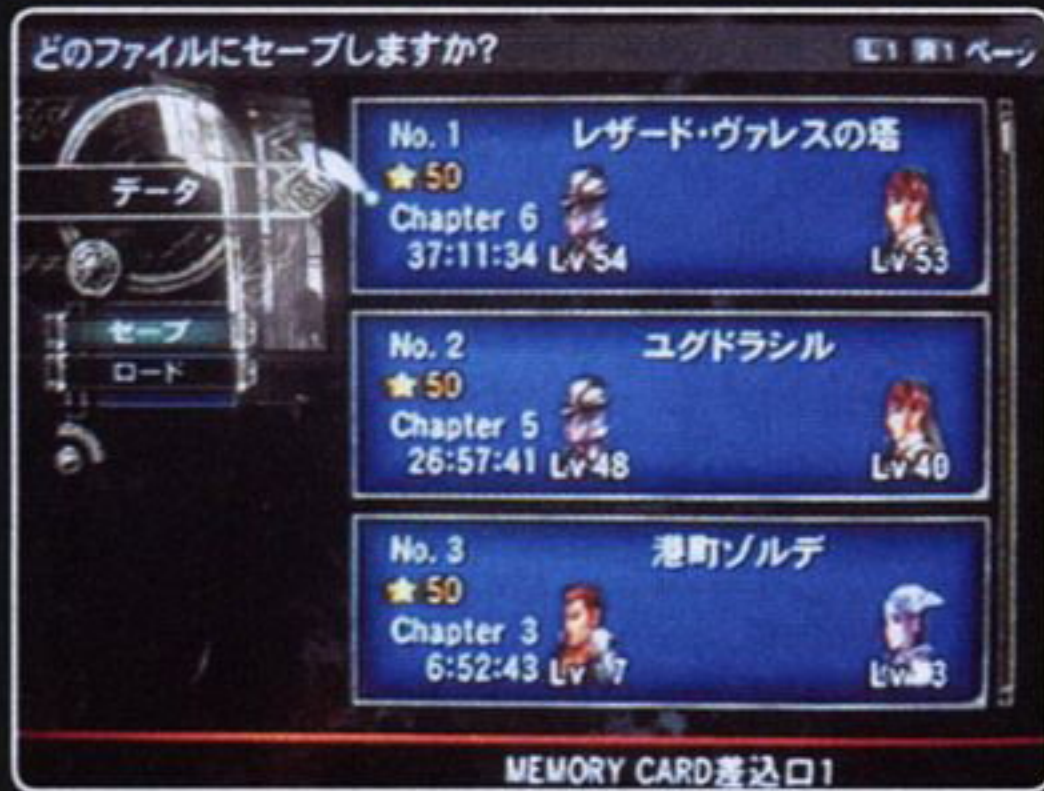 どのファイルにセーブしますか?
L1 R1 ページ
データ
セーブ
ロード
No. 1 レザード・ヴァレスの塔
50
Chapter 6
37:11:34 Lv 54 Lv 53
No. 2 ユグドラシル
50
Chapter 5
26:57:41 Lv 48 Lv 40
No. 3 港町ゾルデ
50
Chapter 3
6:52:43 Lv Lv
MEMORY CARD差込口1